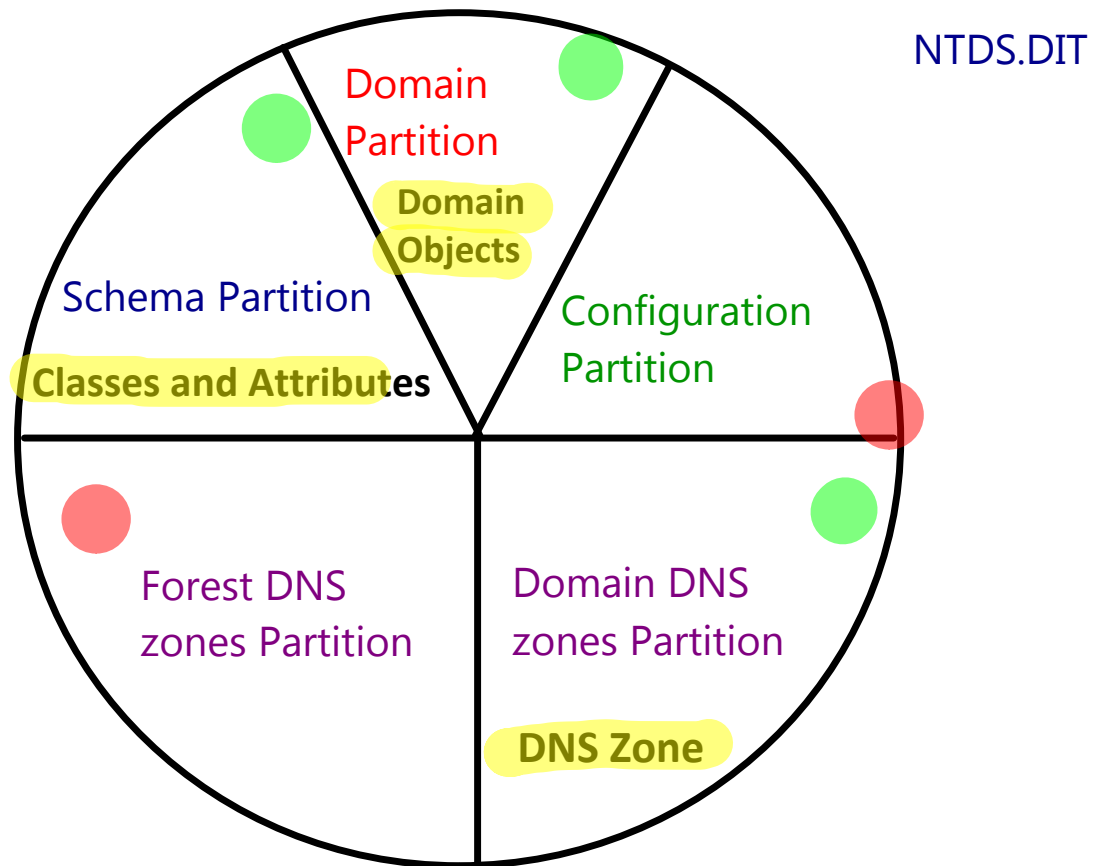 NTDS.DIT
Domain
Partition
Domain
Objects
Schema Partition
Classes and Attributes
Configuration
Partition
Forest DNS
zones Partition
Domain DNS
zones Partition
DNS Zone